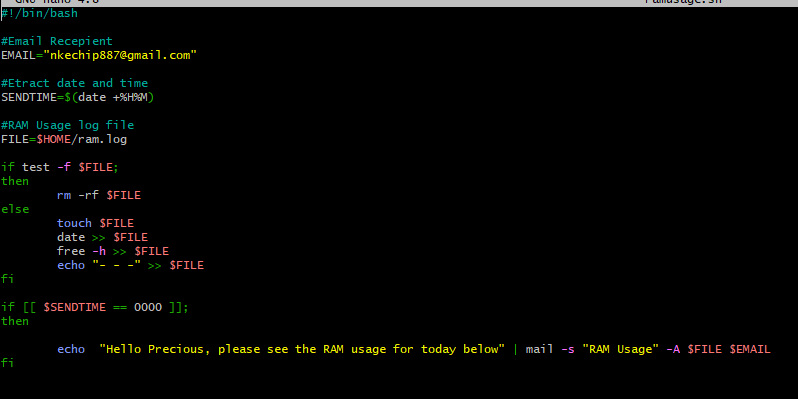 GNU nano 4.8 ramusage.sh
#!/bin/bash
#Email Recepient
EMAIL="nkechip887@gmail.com"
#Etract date and time
SENDTIME=$(date +%H%M)
#RAM Usage log file
FILE=$HOME/ram.log
if test -f $FILE;
then
rm -rf $FILE
else
touch $FILE
date >> $FILE
free -h >> $FILE
echo "- - -" >> $FILE
fi
if [[ $SENDTIME == 0000 ]];
then
echo  "Hello Precious, please see the RAM usage for today below" | mail -s "RAM Usage" -A $FILE $EMAIL
fi